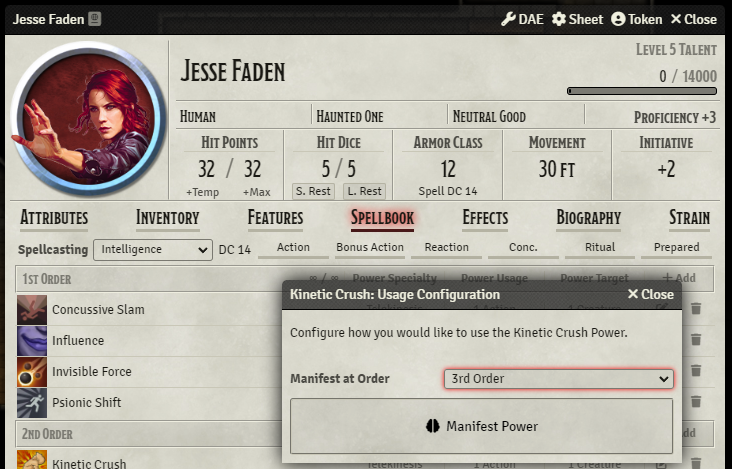 Jesse Faden DAE Sheet Token Close
Jesse Faden
Level 5 Talent
0 / 14000
Human Haunted One Neutral Good Proficiency +3
Hit Points Hit Dice Armor Class Movement Initiative
32 / 32 5 / 5 12 30 ft +2
+Temp +Max S. Rest L. Rest Spell DC 14
Attributes Inventory Features Spellbook Effects Biography Strain
Spellcasting Intelligence DC 14 Action Bonus Action Reaction Conc. Ritual Prepared
1st Order ∞ / ∞ Power Specialty Power Usage Power Target + Add
Concussive Slam
Influence
Invisible Force
Psionic Shift
2nd Order Add
Kinetic Crush Telekinesis 1 Action 1 Creature
Kinetic Crush: Usage Configuration Close
Configure how you would like to use the Kinetic Crush Power.
Manifest at Order 3rd Order
Manifest Power